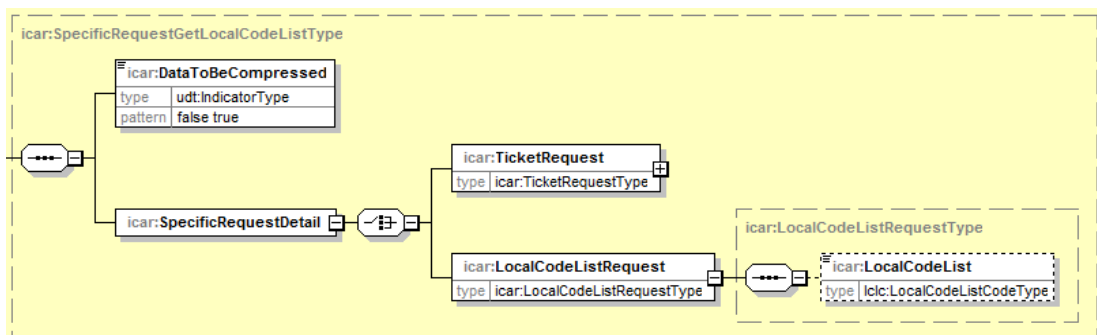 icar:SpecificRequestGetLocalCodeListType
icar:DataToBeCompressed
type udt:IndicatorType
pattern false true
icar:TicketRequest
type icar:TicketRequestType
icar:SpecificRequestDetail
icar:LocalCodeListRequestType
icar:LocalCodeListRequest
type icar:LocalCodeListRequestType
icar:LocalCodeList
type lclc:LocalCodeListCodeType